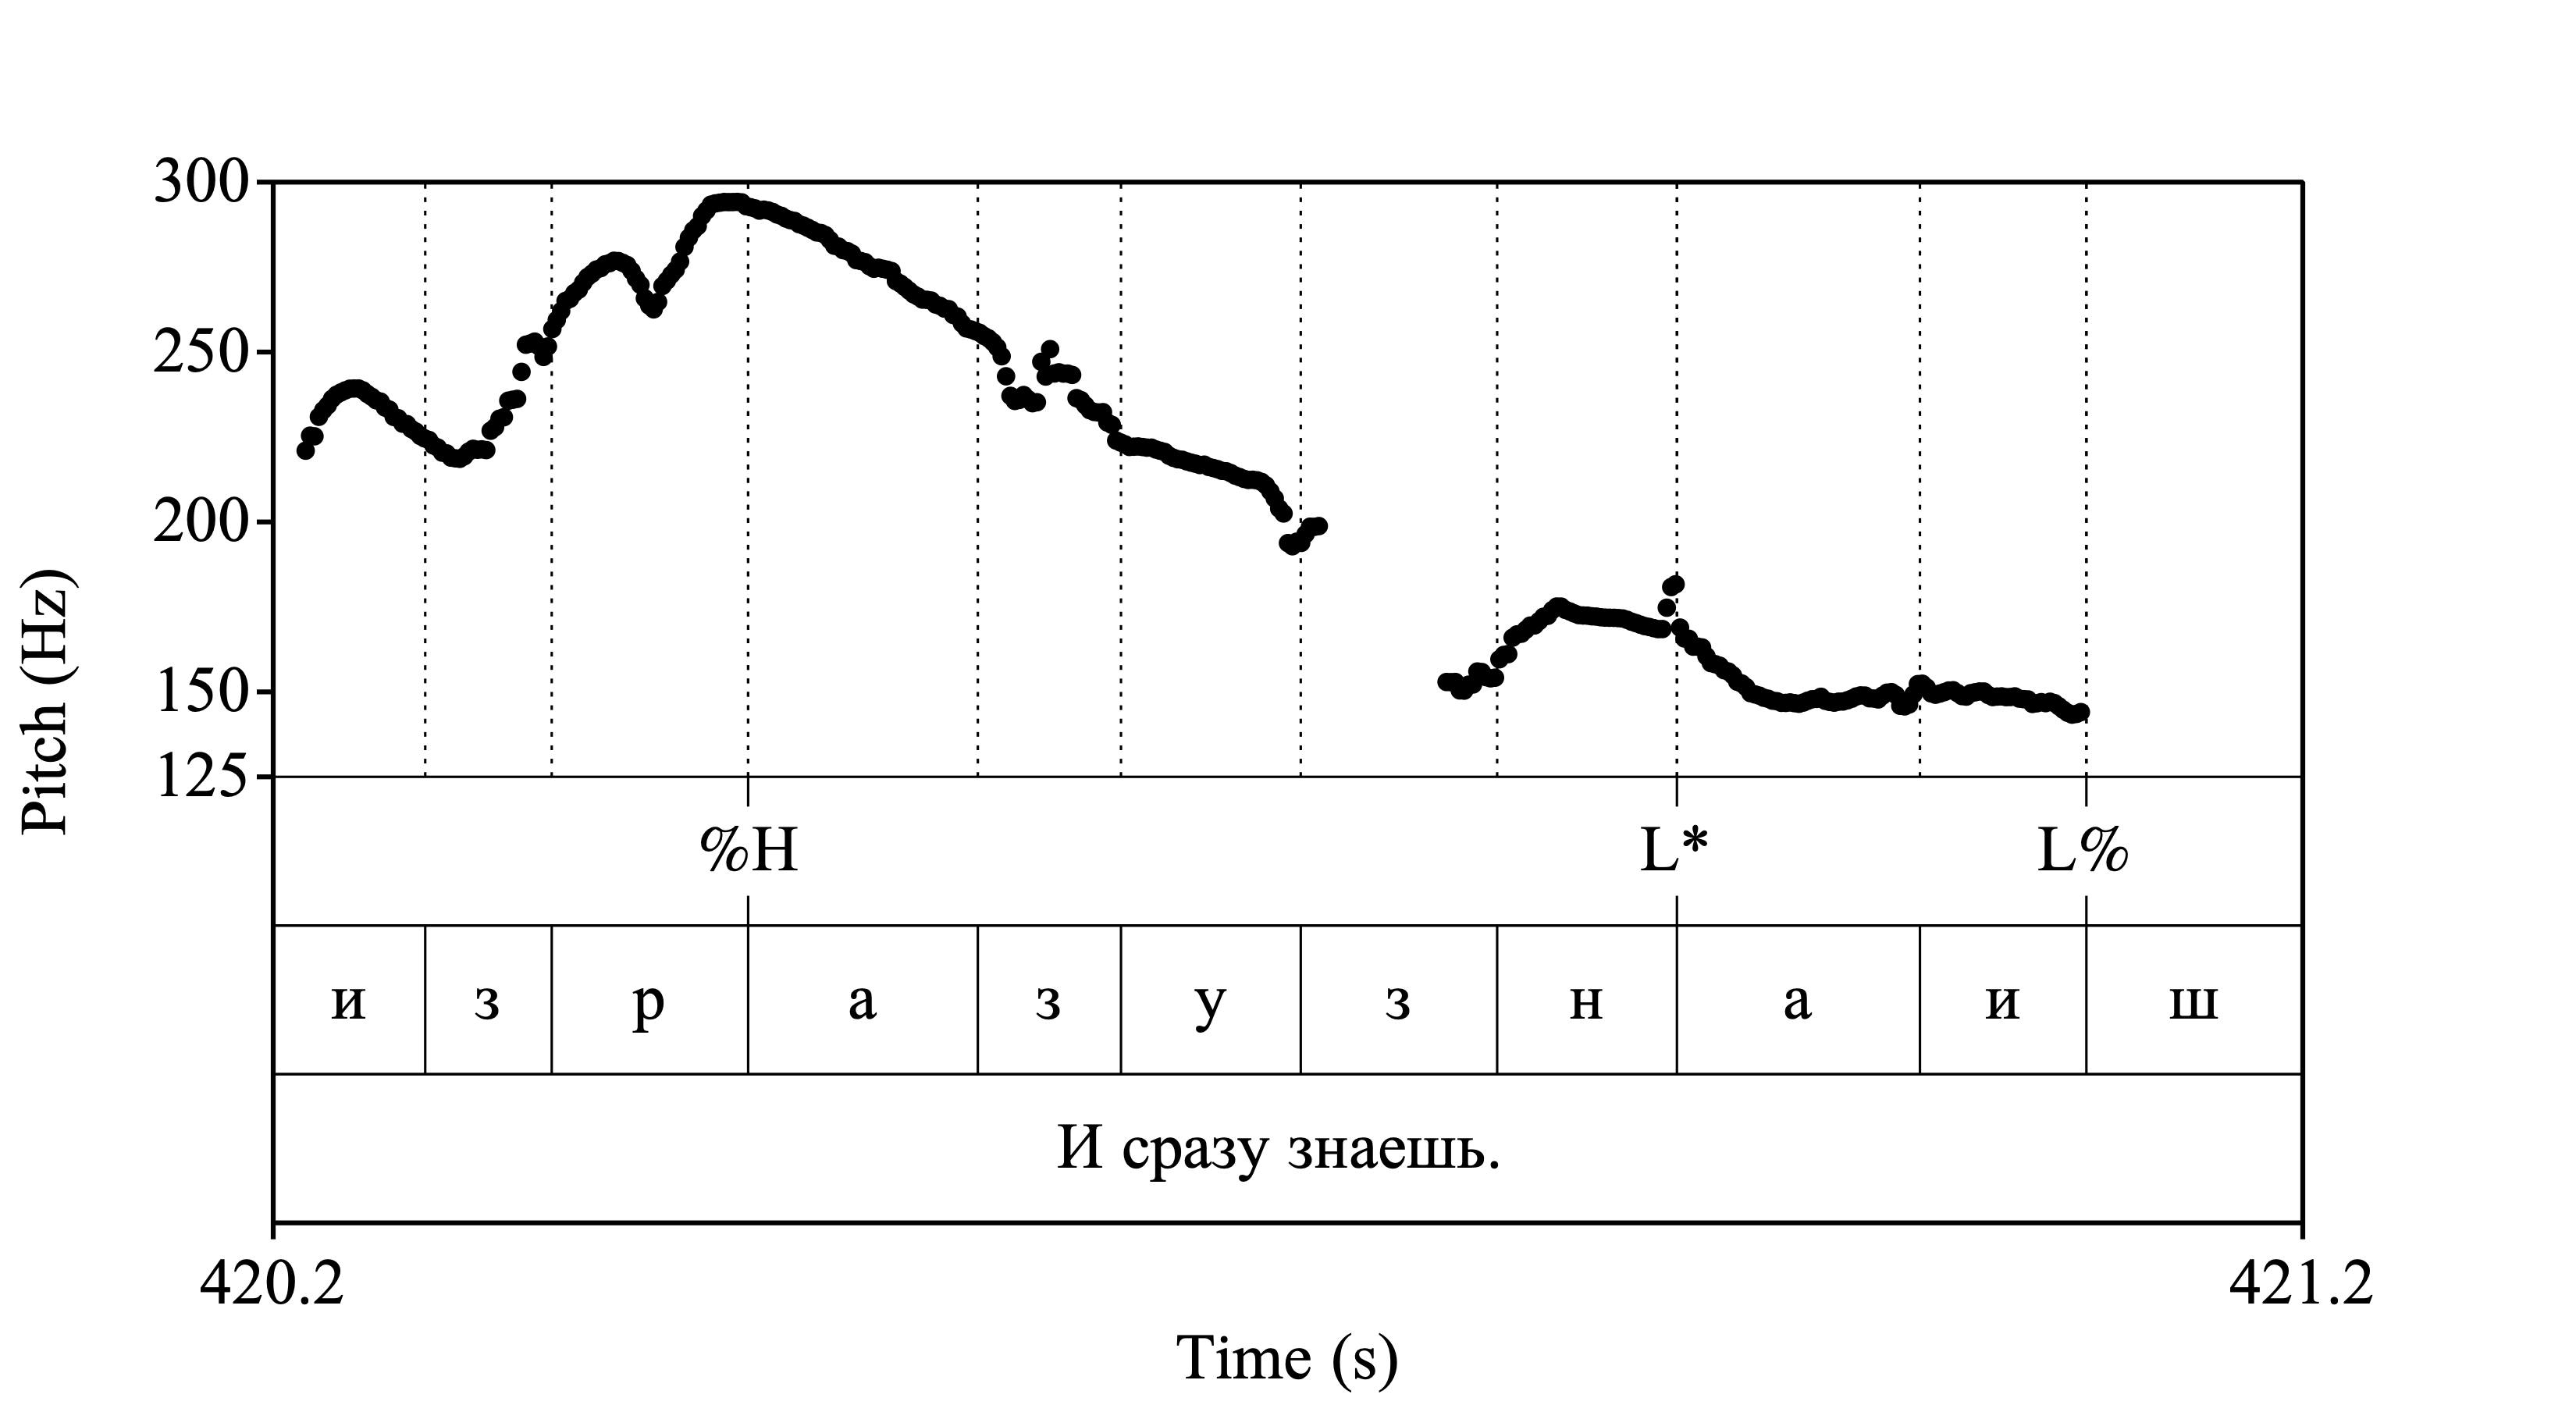 300
250
200
150
125
Pitch (Hz)
%H L* L%
и з р а з у з н а и ш
И сразу знаешь.
420.2 421.2
Time (s)